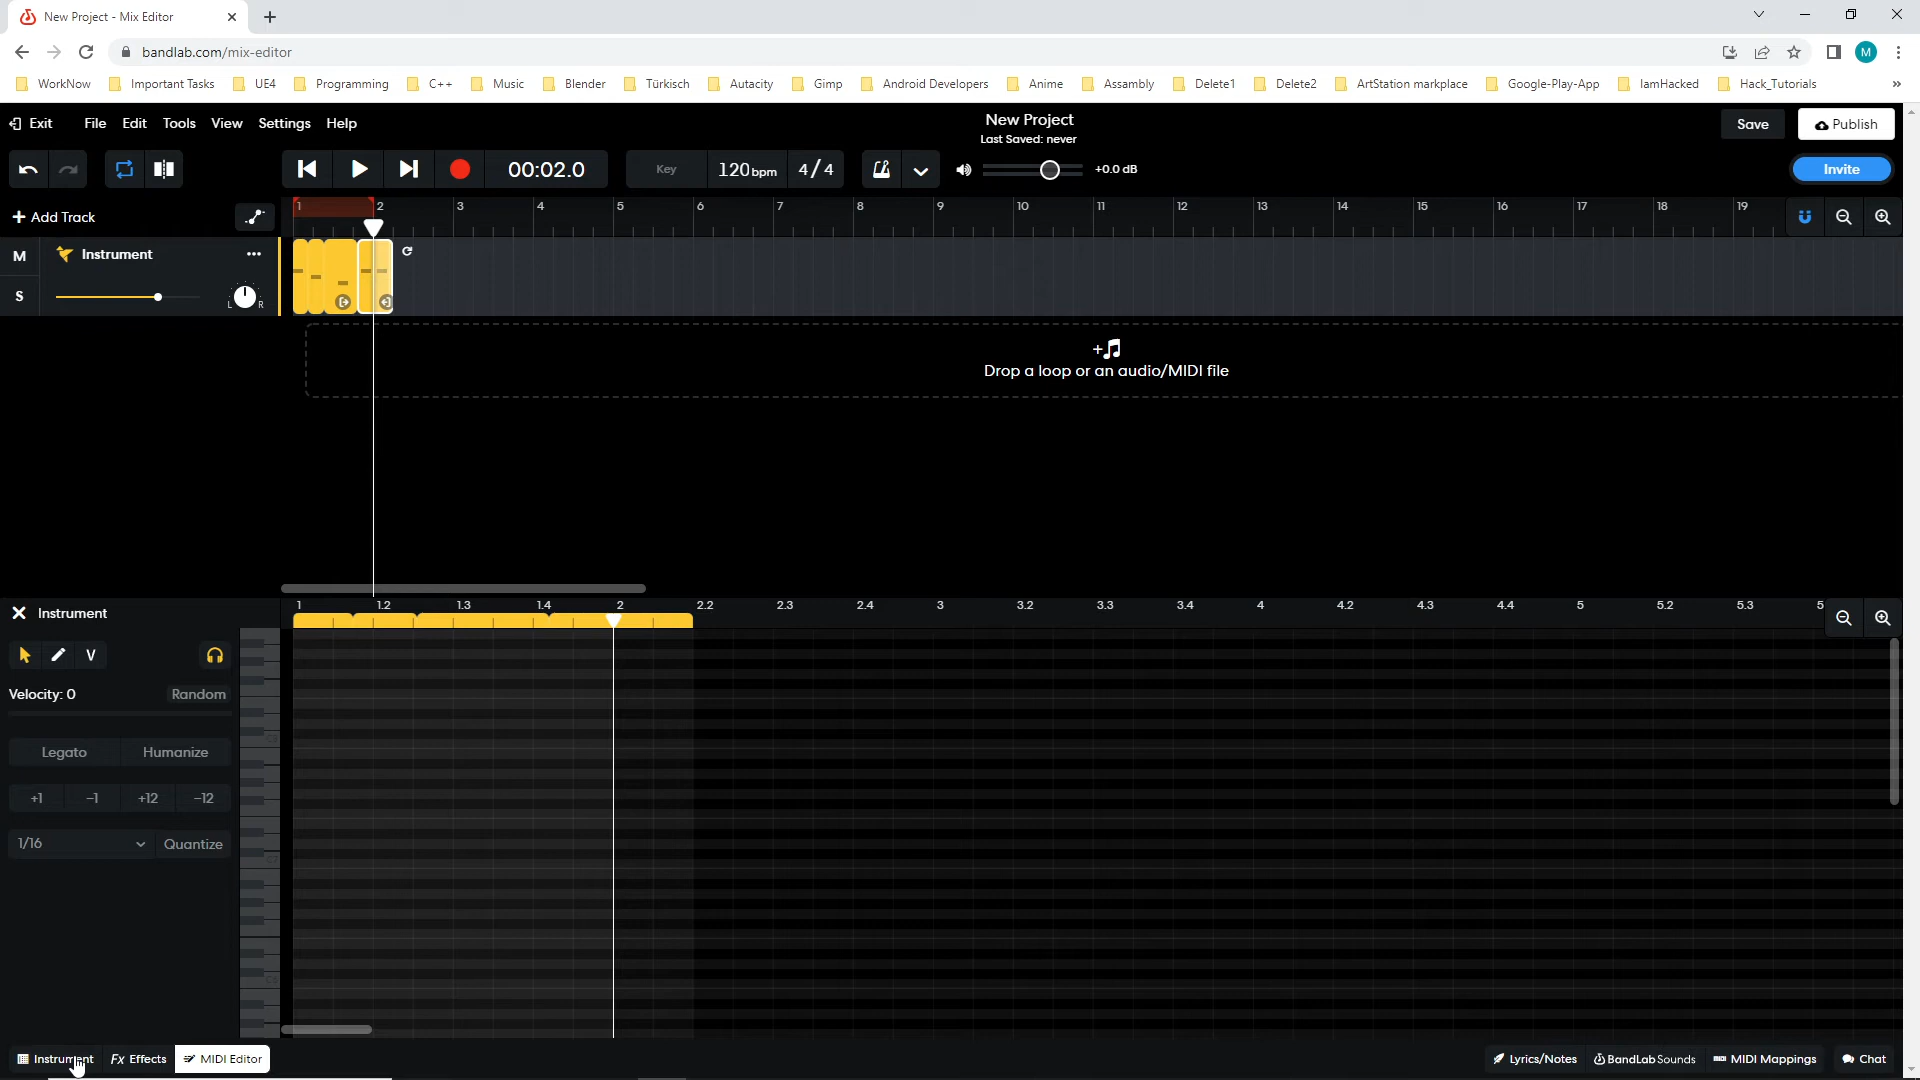 New Project - Mix Editor
bandlab.com/mix-editor
M
WorkNow Important Tasks UE4 Programming C++ Music Blender Türkisch Autacity Gimp Android Developers Anime Assambly Delete1 Delete2 ArtStation markplace Google-Play-App IamHacked Hack_Tutorials »
Exit File Edit Tools View Settings Help
New Project
Last Saved: never
Save Publish
00:02.0 Key 120bpm 4/4 +0.0 dB Invite
+ Add Track
1 2 3 4 5 6 7 8 9 10 11 12 13 14 15 16 17 18 19
M Instrument
S L R
Drop a loop or an audio/MIDI file
Instrument
1 1.2 1.3 1.4 2 2.2 2.3 2.4 3 3.2 3.3 3.4 4 4.2 4.3 4.4 5 5.2 5.3 5
V
Velocity: 0 Random
Legato Humanize
+1 -1 +12 -12
1/16 Quantize
C7
Instrument Fx Effects MIDI Editor Lyrics/Notes BandLab Sounds MIDI Mappings Chat